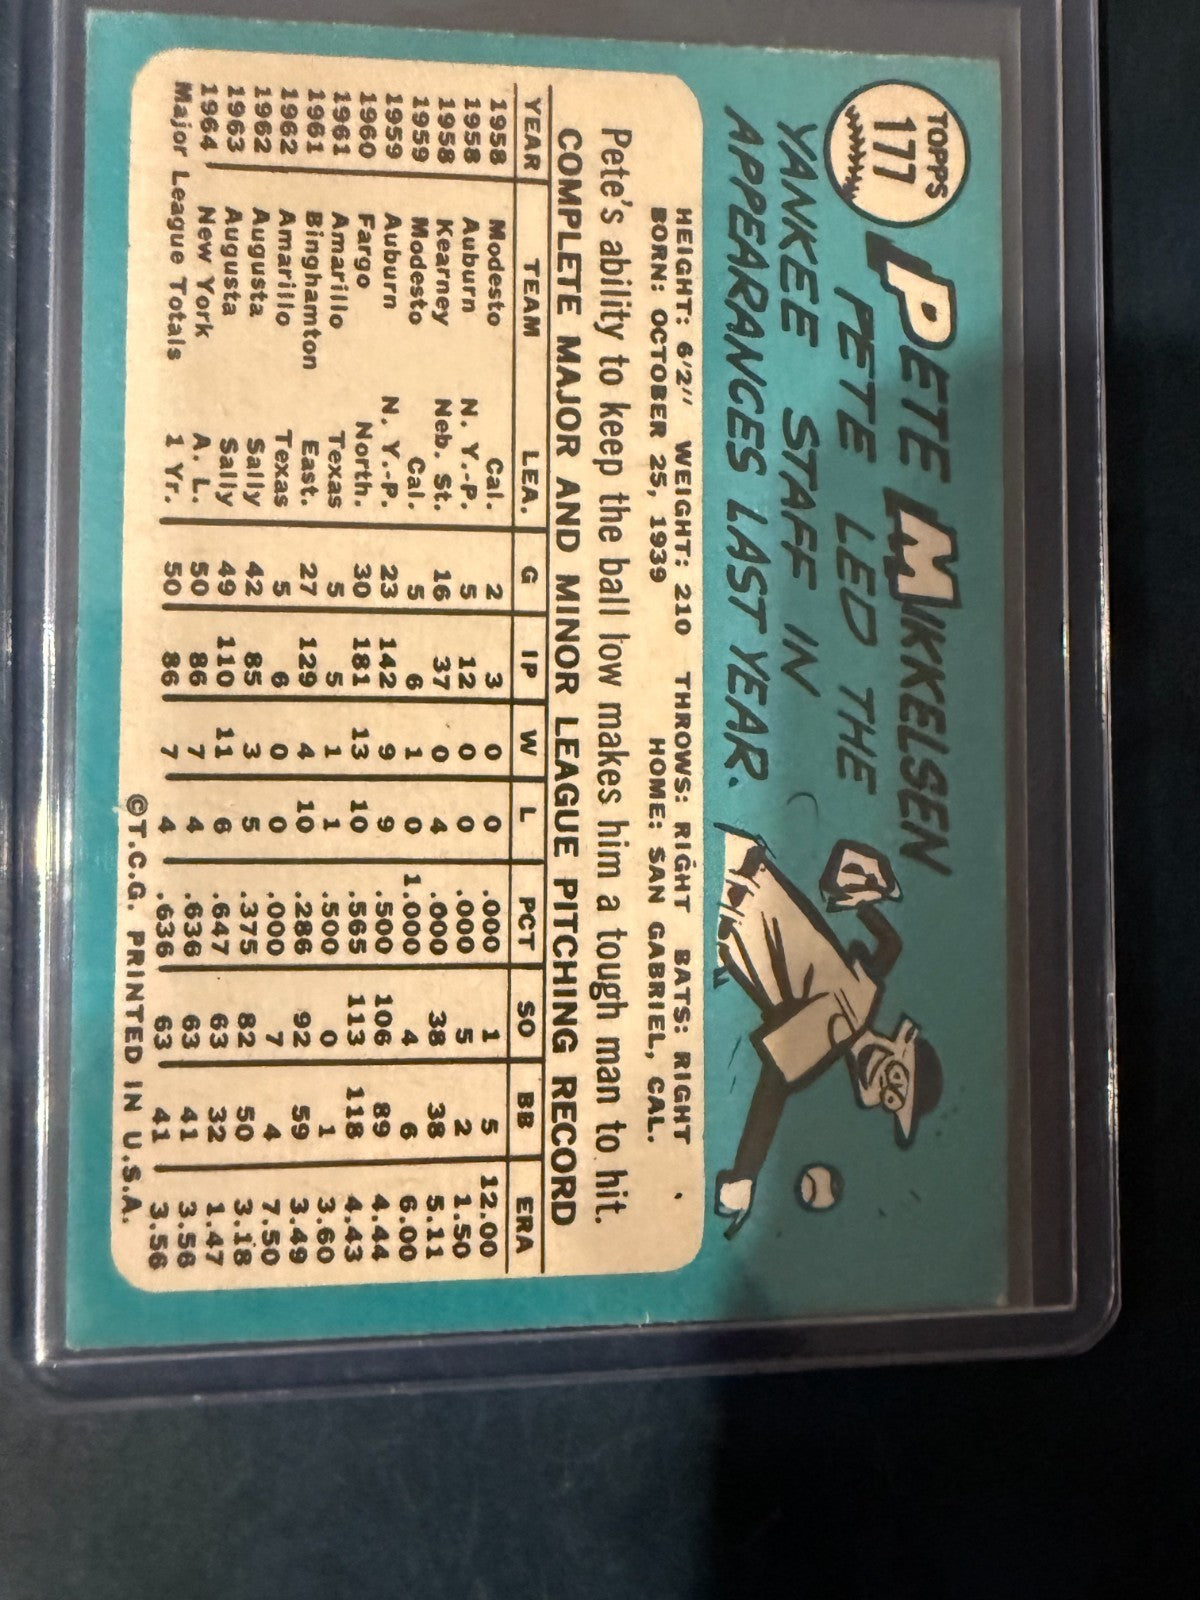 TOPPS
177
PETE MIKKELSEN
PETE LED THE
YANKEE STAFF IN
APPEARANCES LAST YEAR.
HEIGHT: 6'2" WEIGHT: 210 THROWS: RIGHT BATS: RIGHT
BORN: OCTOBER 25, 1939 HOME: SAN GABRIEL, CAL.
Pete's ability to keep the ball low makes him a tough man to hit.
COMPLETE MAJOR AND MINOR LEAGUE PITCHING RECORD
YEAR TEAM LEA. G IP W L PCT SO BB ERA
1958 Modesto Cal. 2 3 0 0 .000 1 5 12.00
1958 Auburn N. Y.-P. 5 12 0 0 .000 5 2 1.50
1958 Kearney Neb. St. 16 37 0 4 .000 38 38 5.11
1959 Modesto Cal. 5 6 1 0 1.000 4 6 6.00
1959 Auburn N. Y.-P. 23 142 9 9 .500 106 89 4.44
1960 Fargo North. 30 181 13 10 .565 113 118 4.43
1961 Amarillo Texas 5 5 1 1 .500 0 1 3.60
1961 Binghamton East. 27 129 4 10 .286 92 59 3.49
1962 Amarillo Texas 5 6 0 0 .000 7 4 7.50
1962 Augusta Sally 42 85 3 5 .375 82 50 3.18
1963 Augusta Sally 49 110 11 6 .647 63 32 1.47
1964 New York A. L. 50 86 7 4 .636 63 41 3.56
Major League Totals 1 Yr. 50 86 7 4 .636 63 41 3.56
©T.C.G. PRINTED IN U.S.A.